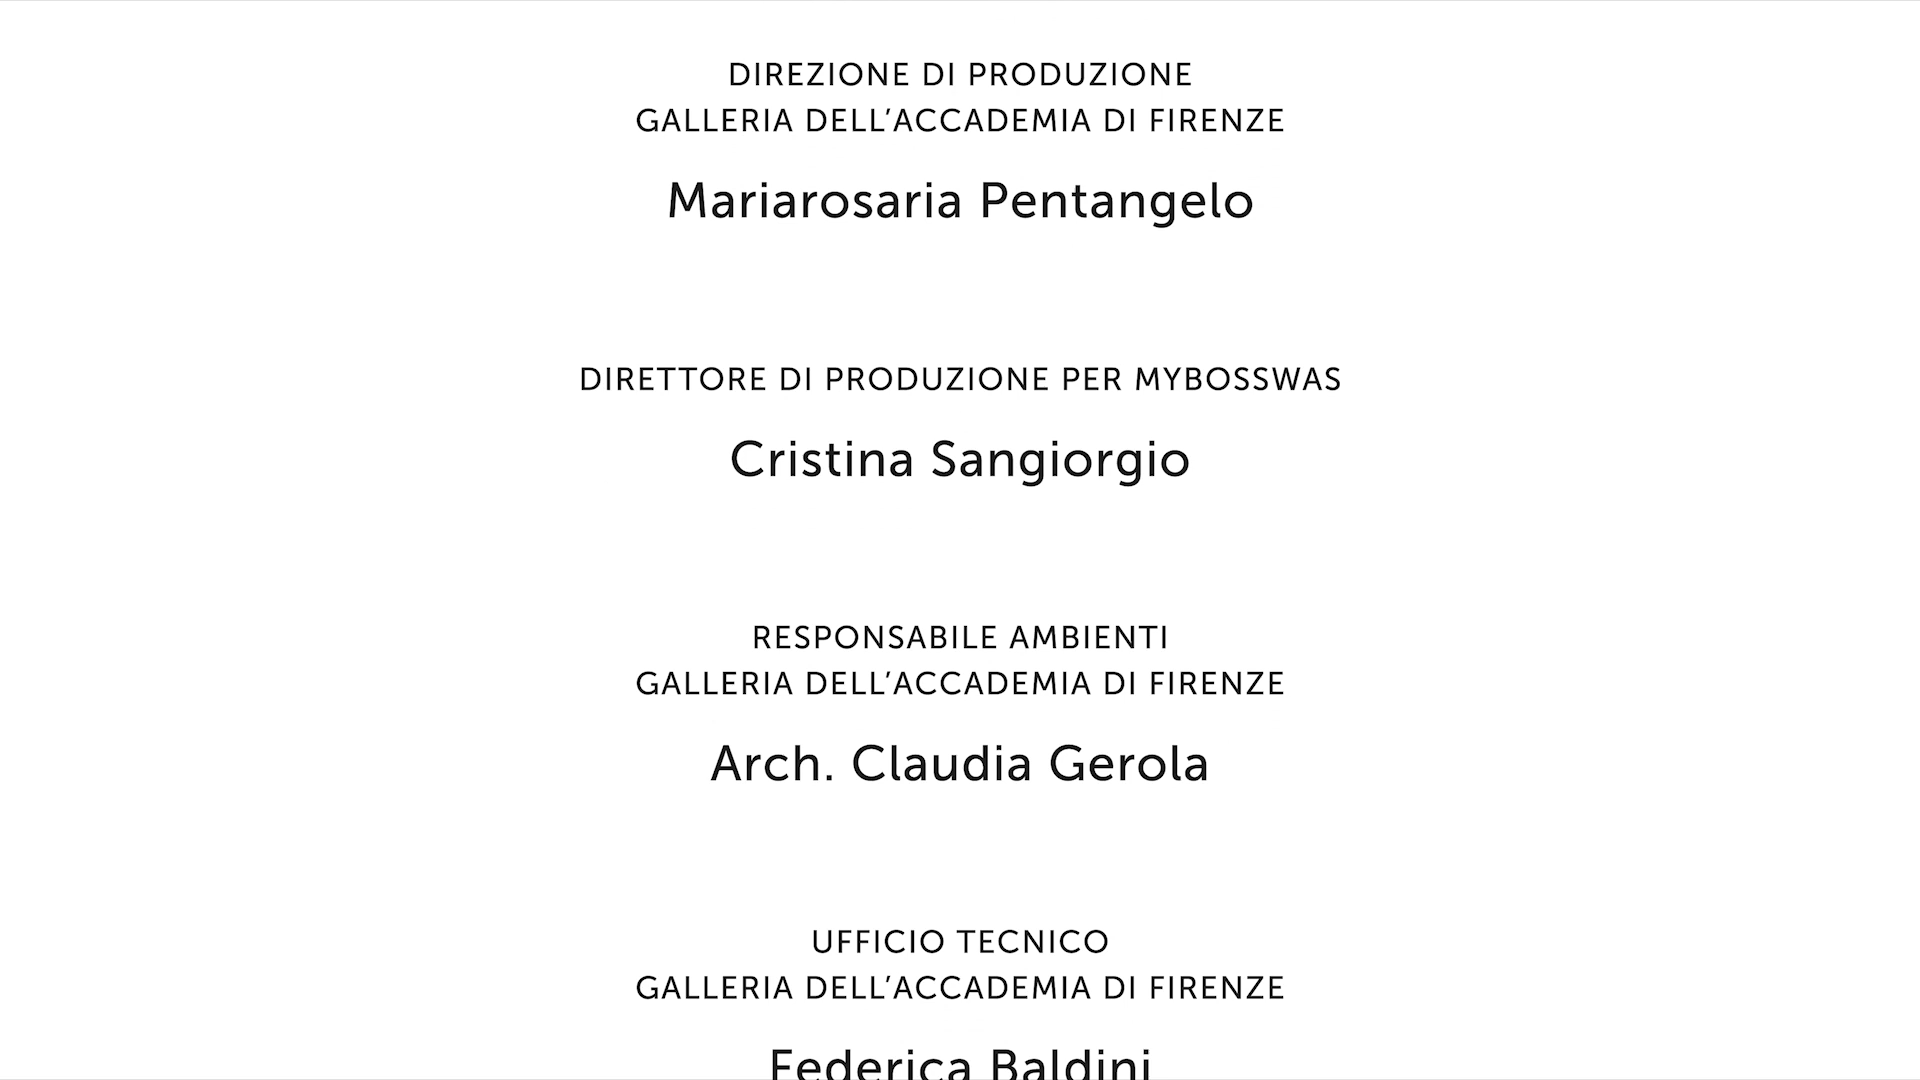 DIREZIONE DI PRODUZIONE
GALLERIA DELL’ACCADEMIA DI FIRENZE
Mariarosaria Pentangelo
DIRETTORE DI PRODUZIONE PER MYBOSSWAS
Cristina Sangiorgio
RESPONSABILE AMBIENTI
GALLERIA DELL’ACCADEMIA DI FIRENZE
Arch. Claudia Gerola
UFFICIO TECNICO
GALLERIA DELL’ACCADEMIA DI FIRENZE
Federica Baldini